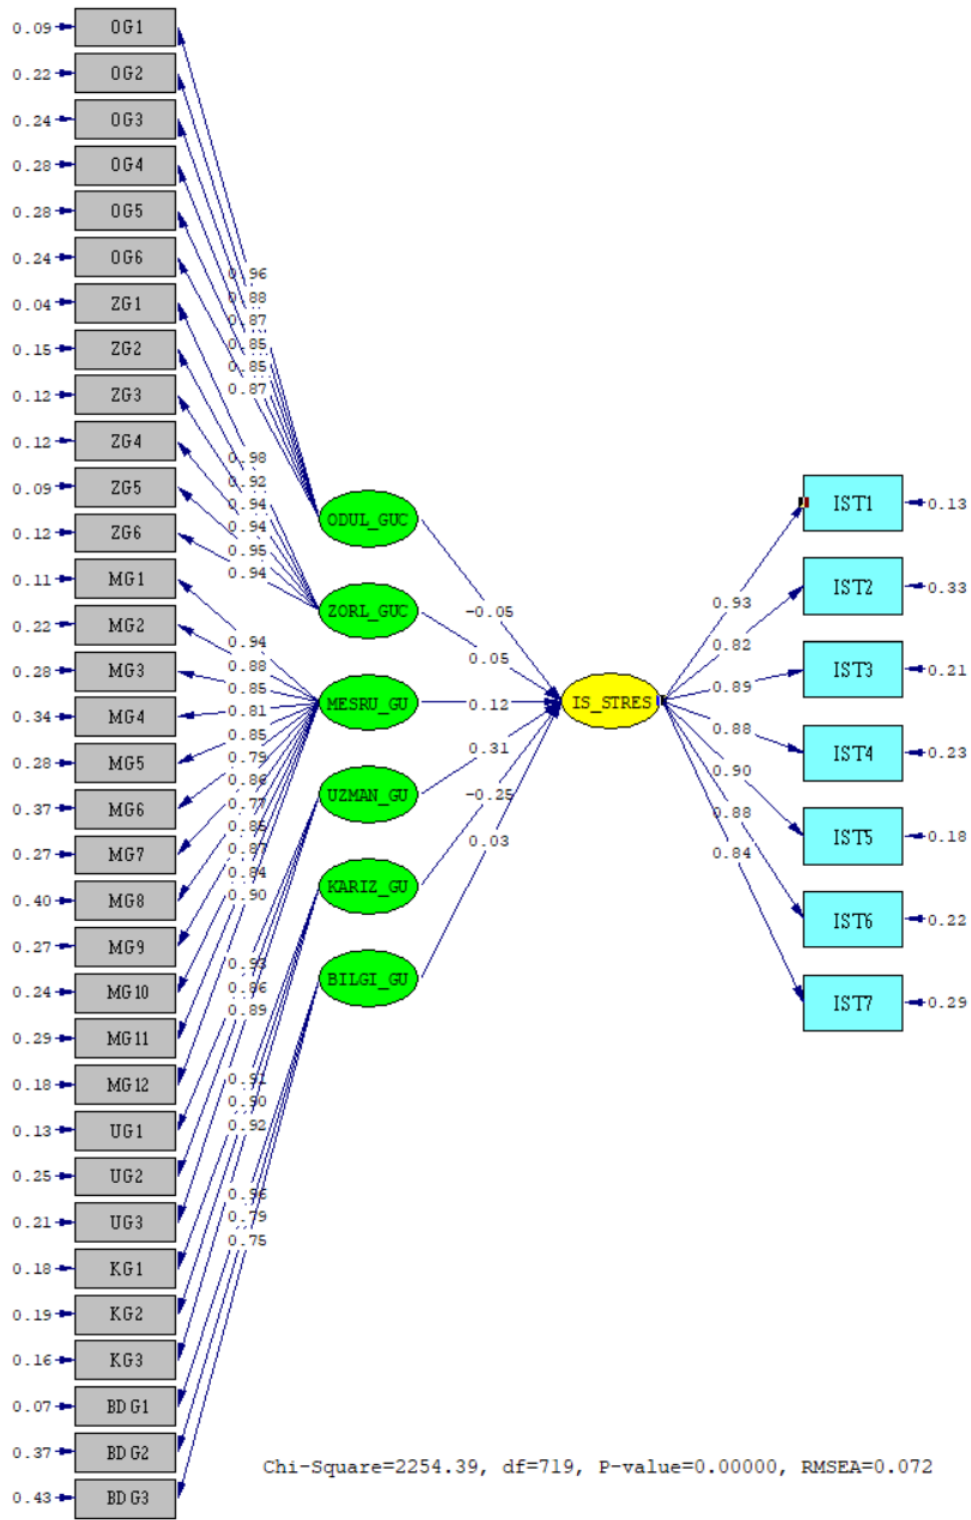 0.09 OG1
0.22 OG2
0.24 OG3
0.28 OG4
0.28 OG5
0.24 OG6
0.04 ZG1
0.15 ZG2
0.12 ZG3
0.12 ZG4
0.09 ZG5
0.12 ZG6
0.11 MG1
0.22 MG2
0.28 MG3
0.34 MG4
0.28 MG5
0.37 MG6
0.27 MG7
0.40 MG8
0.27 MG9
0.24 MG10
0.29 MG11
0.18 MG12
0.13 UG1
0.25 UG2
0.21 UG3
0.18 KG1
0.19 KG2
0.16 KG3
0.07 BDG1
0.37 BDG2
0.43 BDG3
0.96
0.88
0.87
0.85
0.85
0.87
0.98
0.92
0.94
0.94
0.95
0.94
0.94
0.88
0.85
0.81
0.85
0.79
0.86
0.77
0.85
0.87
0.84
0.90
0.93
0.86
0.89
0.91
0.90
0.92
0.96
0.79
0.75
ODUL_GUC
ZORL_GUC
MESRU_GU
UZMAN_GU
KARIZ_GU
BILGI_GU
-0.05
0.05
0.12
0.31
-0.25
0.03
IS_STRES
0.93
0.82
0.89
0.88
0.90
0.88
0.84
IST1 0.13
IST2 0.33
IST3 0.21
IST4 0.23
IST5 0.18
IST6 0.22
IST7 0.29
Chi-Square=2254.39, df=719, P-value=0.00000, RMSEA=0.072